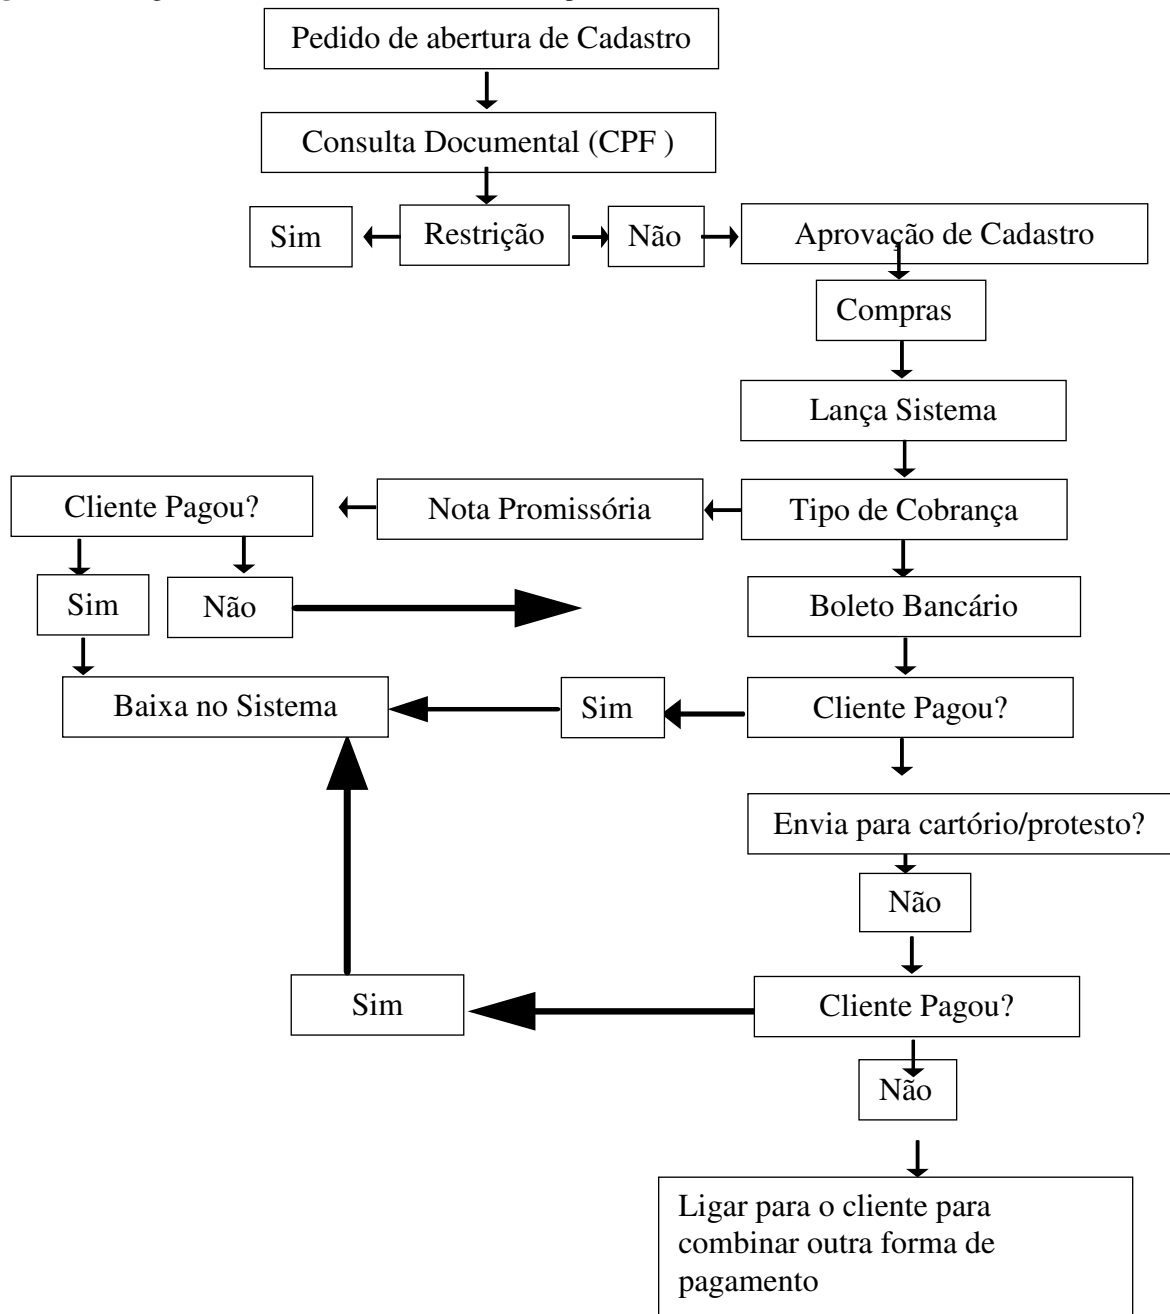 Pedido de abertura de Cadastro
Consulta Documental (CPF )
Sim
Restrição
Não
Aprovação de Cadastro
Compras
Lança Sistema
Cliente Pagou?
Nota Promissória
Tipo de Cobrança
Sim
Não
Boleto Bancário
Baixa no Sistema
Sim
Cliente Pagou?
Envia para cartório/protesto?
Não
Sim
Cliente Pagou?
Não
Ligar para o cliente para
combinar outra forma de
pagamento